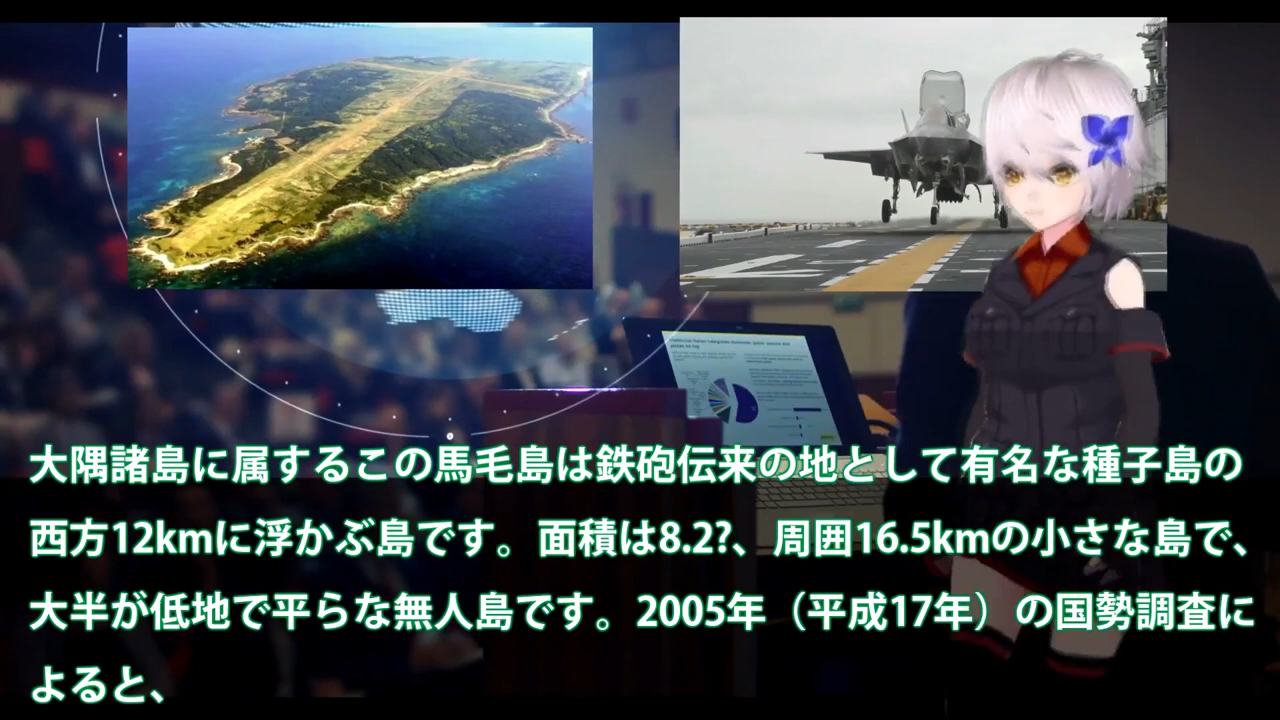 大隅諸島に属するこの馬毛島は鉄砲伝来の地として有名な種子島の
西方12kmに浮かぶ島です。面積は8.2?、周囲16.5kmの小さな島で、
大半が低地で平らな無人島です。2005年（平成17年）の国勢調査に
よると、